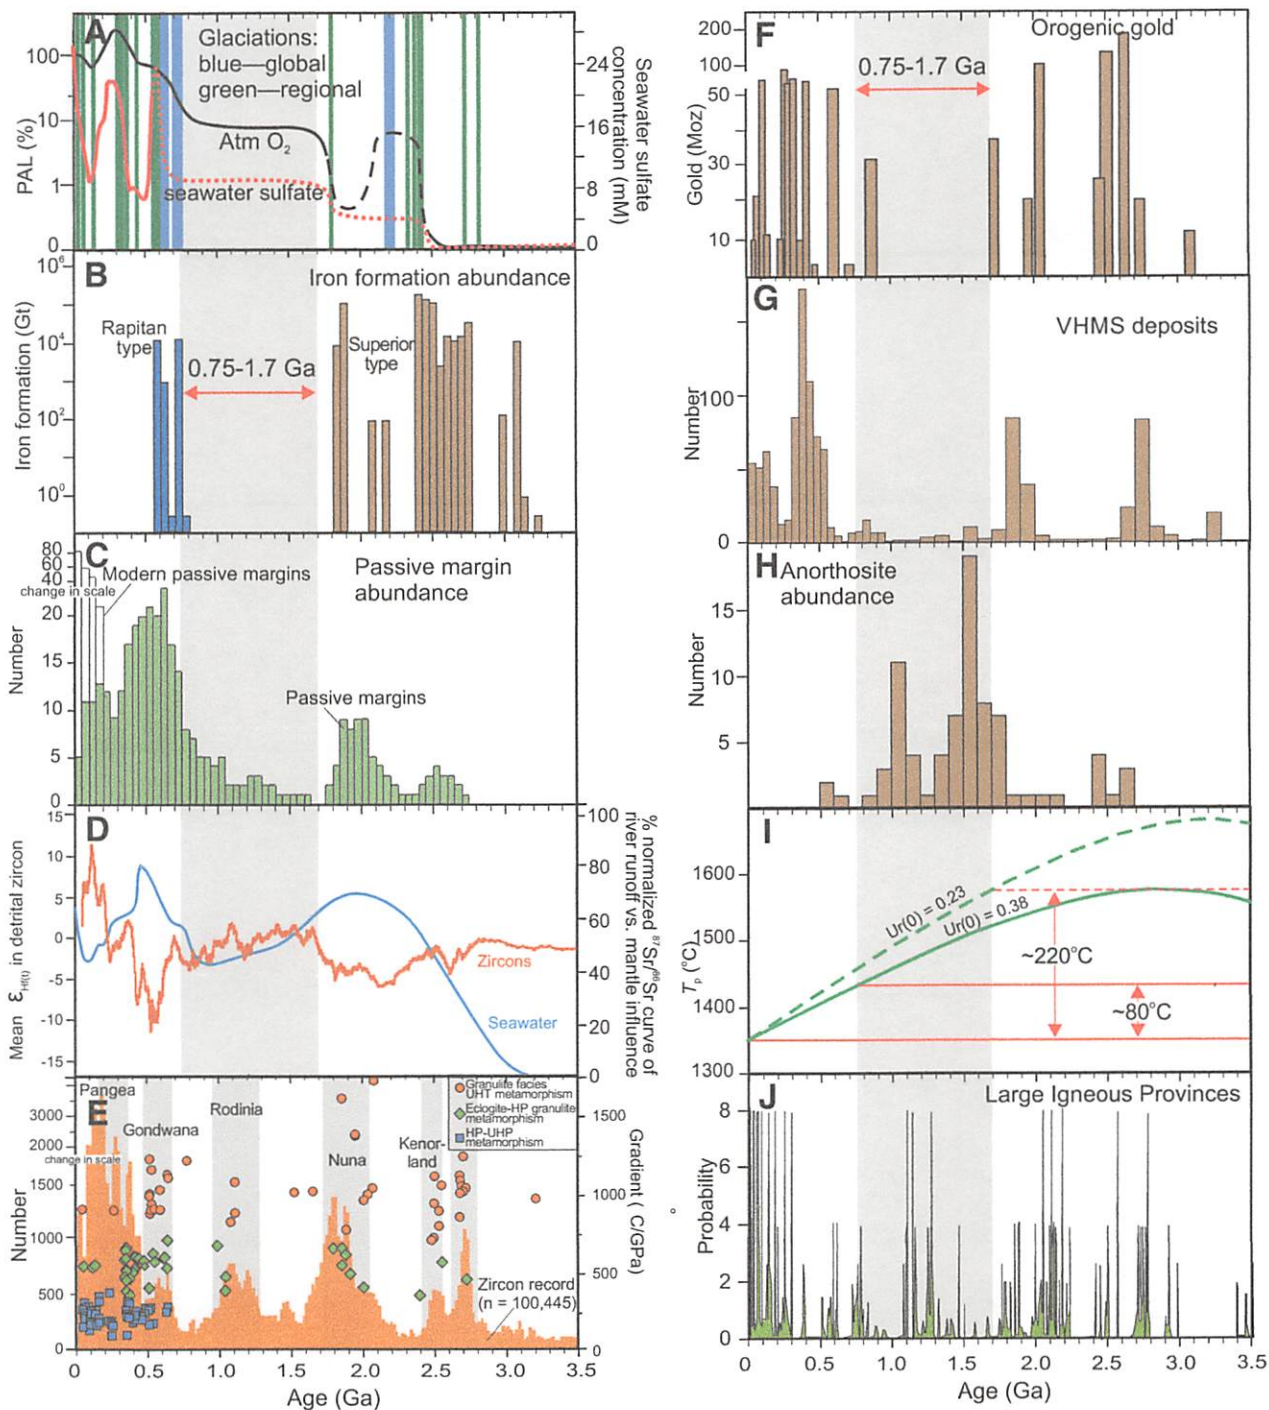 A
Glaciations:
blue—global
green—regional
Atm O₂
seawater sulfate
PAL (%)
100
10
1
0
Seawater sulfate
concentration (mM)
24
16
8
0
B
Iron formation abundance
Rapitan
type
0.75-1.7 Ga
Superior
type
Iron formation (Gt)
10⁶
10⁴
10²
10⁰
C
Modern passive margins
change in scale
Passive margin
abundance
Passive margins
Number
80
60
40
20
15
10
5
0
D
Zircons
Seawater
Mean εHf(t) in detrital zircon
15
10
5
0
-5
-10
-15
% normalized ⁸⁷Sr/⁸⁶Sr curve of
river runoff vs. mantle influence
100
80
60
40
20
0
E
Pangea
Gondwana
Rodinia
Nuna
Kenor-
land
change in scale
Granulite facies
UHT metamorphism
Eclogite-HP granulite
metamorphism
HP-UHP
metamorphism
Zircon record
(n = 100,445)
Number
3000
2000
1500
1000
500
0
Gradient ( C/GPa)
°
1500
1000
500
0
0 0.5 1.0 1.5 2.0 2.5 3.0 3.5
Age (Ga)
F
Orogenic gold
0.75-1.7 Ga
Gold (Moz)
200
100
50
30
10
G
VHMS deposits
Number
100
0
H
Anorthosite
abundance
Number
15
10
5
I
Ur(0) = 0.23
Ur(0) = 0.38
~220°C
~80°C
Tp (°C)
1600
1500
1400
1300
J
Large Igneous Provinces
Probability
8
6
4
2
0
0 0.5 1.0 1.5 2.0 2.5 3.0 3.5
Age (Ga)